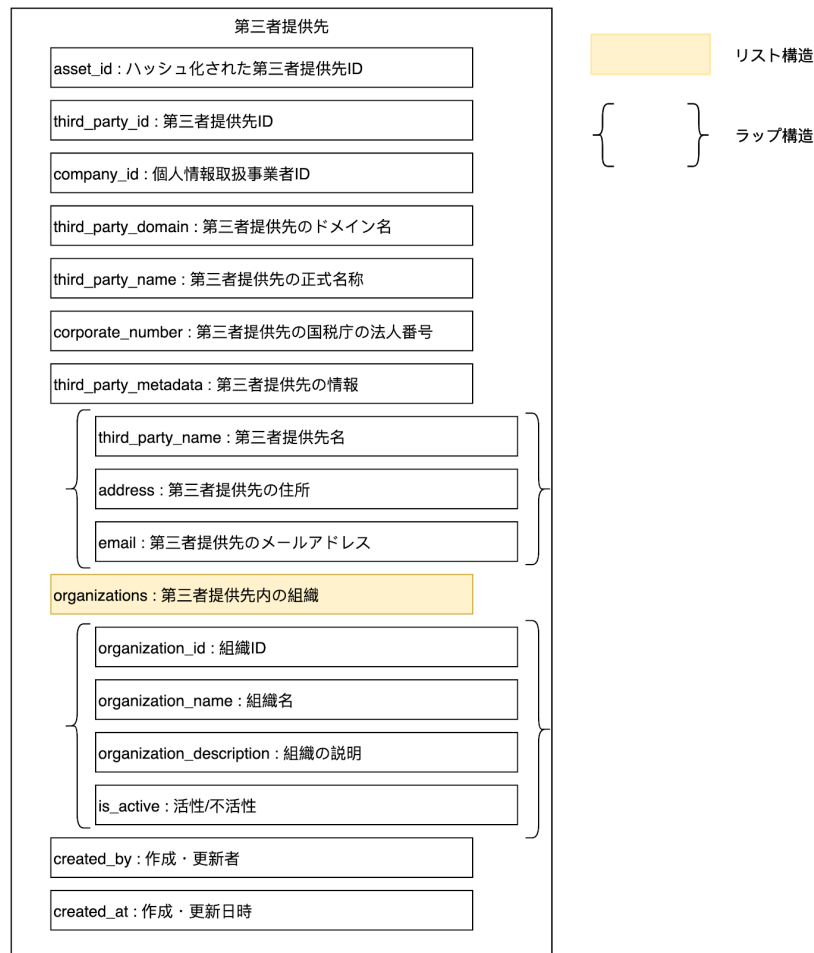 第三者提供先
asset_id : ハッシュ化された第三者提供先ID
third_party_id : 第三者提供先ID
company_id : 個人情報取扱事業者ID
third_party_domain : 第三者提供先のドメイン名
third_party_name : 第三者提供先の正式名称
corporate_number : 第三者提供先の国税庁の法人番号
third_party_metadata : 第三者提供先の情報
third_party_name : 第三者提供先名
address : 第三者提供先の住所
email : 第三者提供先のメールアドレス
organizations : 第三者提供先内の組織
organization_id : 組織ID
organization_name : 組織名
organization_description : 組織の説明
is_active : 活性/不活性
created_by : 作成・更新者
created_at : 作成・更新日時
リスト構造
ラップ構造